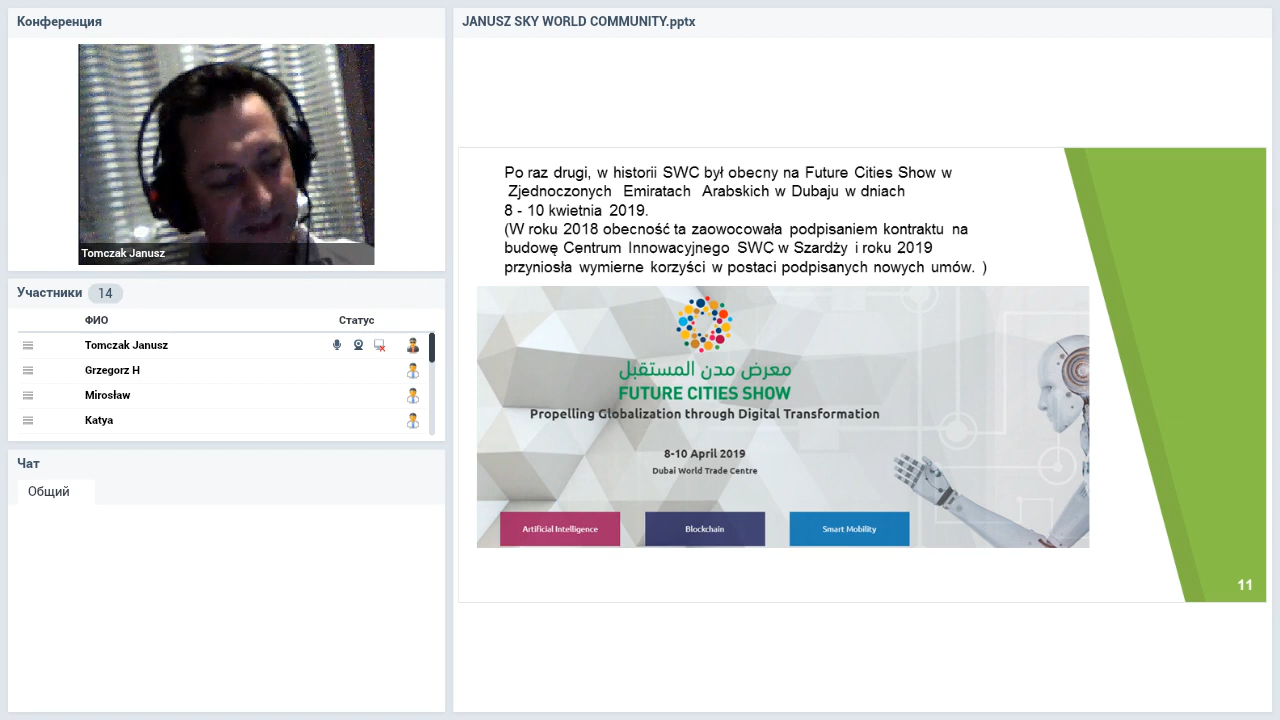 Конференция
Tomczak Janusz
Участники 14
ФИО Статус
Tomczak Janusz
Grzegorz H
Mirosław
Katya
Чат
Общий
JANUSZ SKY WORLD COMMUNITY.pptx
Po raz drugi, w historii SWC był obecny na Future Cities Show w
Zjednoczonych Emiratach Arabskich w Dubaju w dniach
8 - 10 kwietnia 2019.
(W roku 2018 obecność ta zaowocowała podpisaniem kontraktu na
budowę Centrum Innowacyjnego SWC w Szardży i roku 2019
przyniosła wymierne korzyści w postaci podpisanych nowych umów. )
معرض مدن المستقبل
FUTURE CITIES SHOW
Propelling Globalization through Digital Transformation
8-10 April 2019
Dubai World Trade Centre
Artificial Intelligence Blockchain Smart Mobility
11